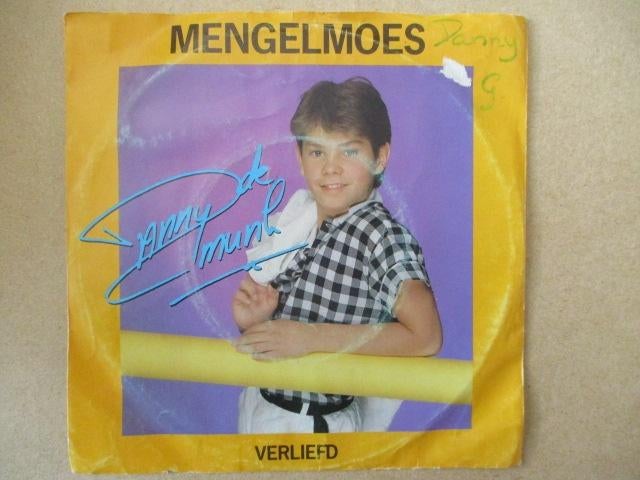 MENGELMOES
Danny
G
Danny de
munk
VERLIEFD